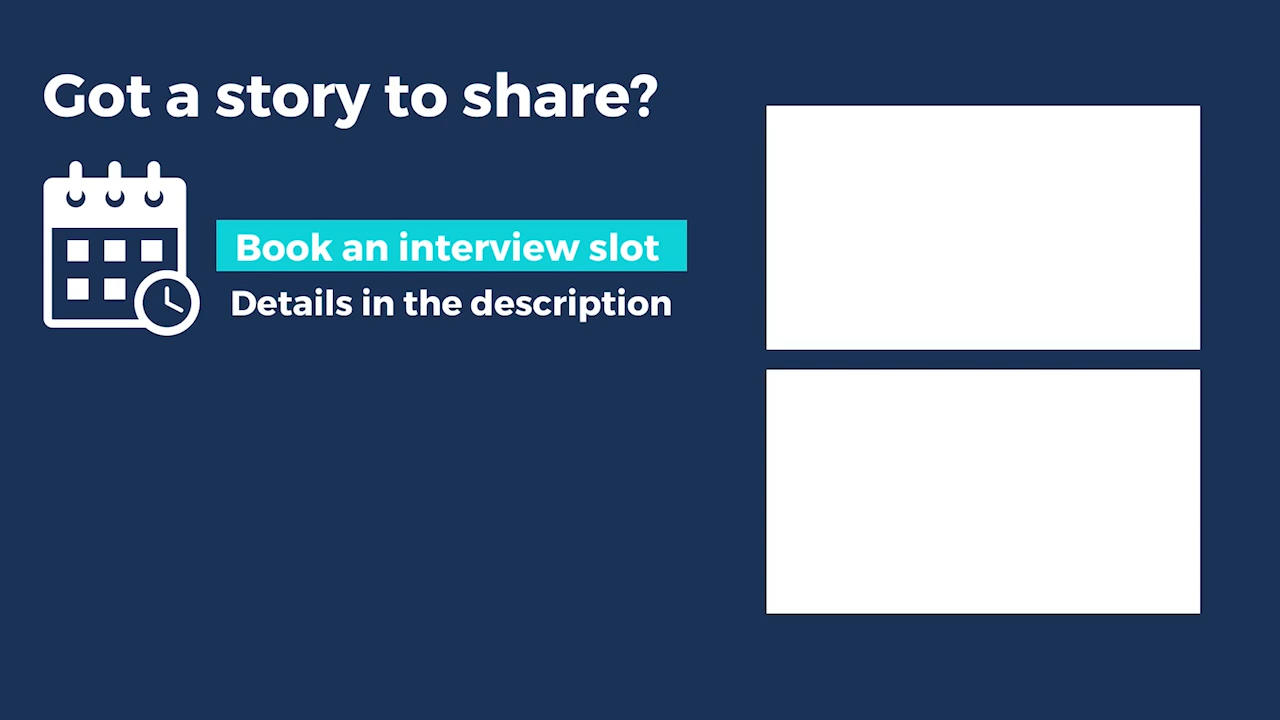 Got a story to share?
Book an interview slot
Details in the description